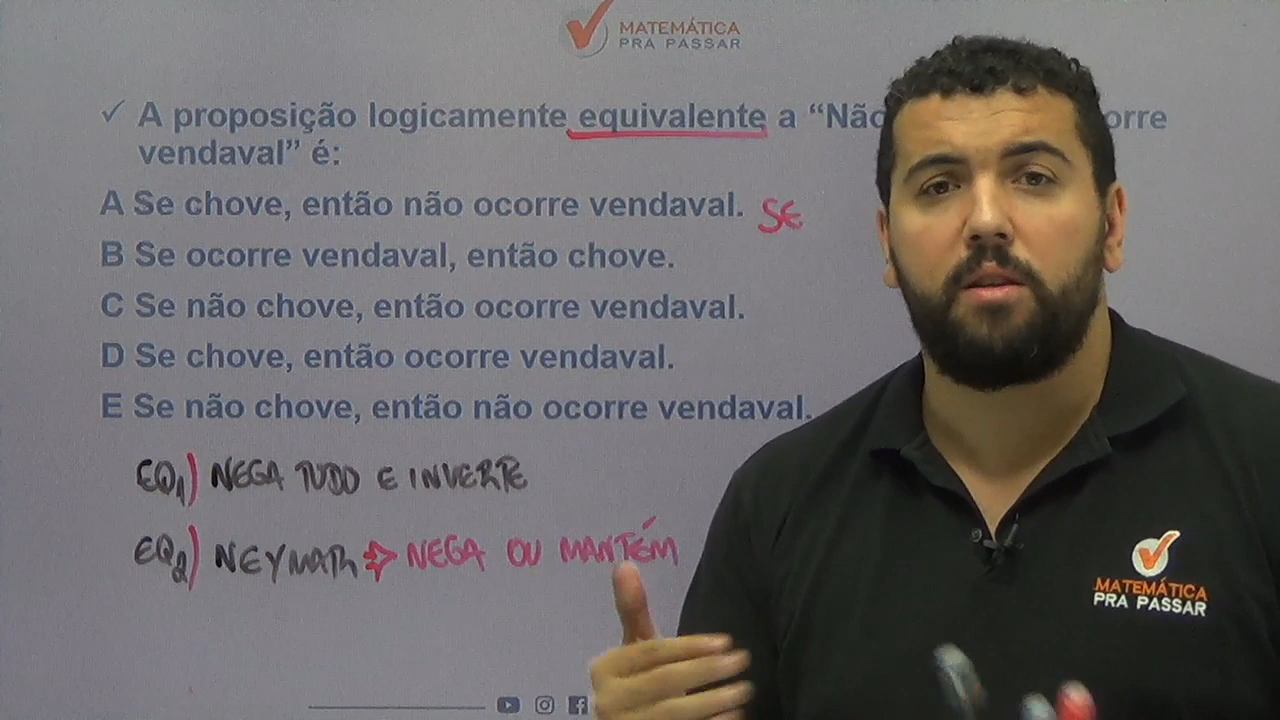 MATEMÁTICA
PRA PASSAR
✓ A proposição logicamente equivalente a “Não orre
vendaval” é:
A Se chove, então não ocorre vendaval. SE
B Se ocorre vendaval, então chove.
C Se não chove, então ocorre vendaval.
D Se chove, então ocorre vendaval.
E Se não chove, então não ocorre vendaval.
EQ1) NEGA TUDO E INVERTE
EQ2) NEYMAR ⇒ NEGA OU MANTÉM
MATEMÁTICA
PRA PASSAR